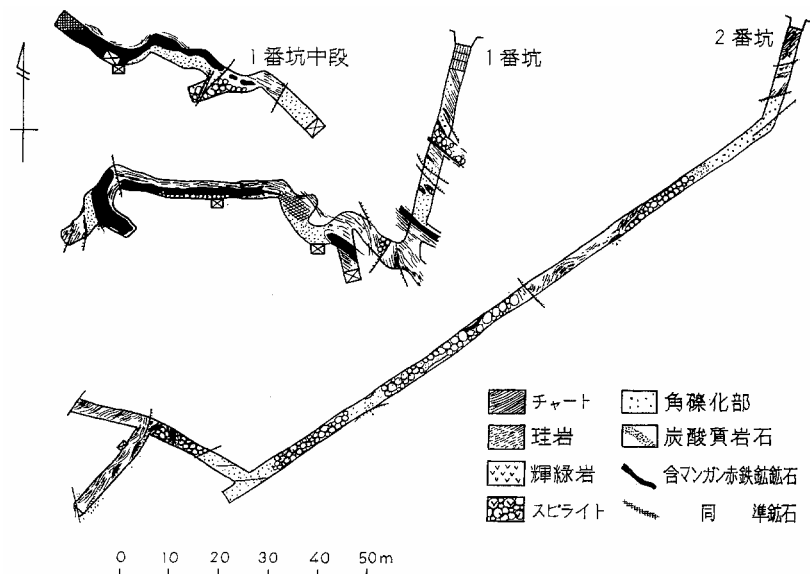 1番坑中段
1番坑
2番坑
チャート
珪岩
輝緑岩
スピライト
角礫化部
炭酸質岩石
含マンガン赤鉄鉱鉱石
同 準鉱石
0 10 20 30 40 50m